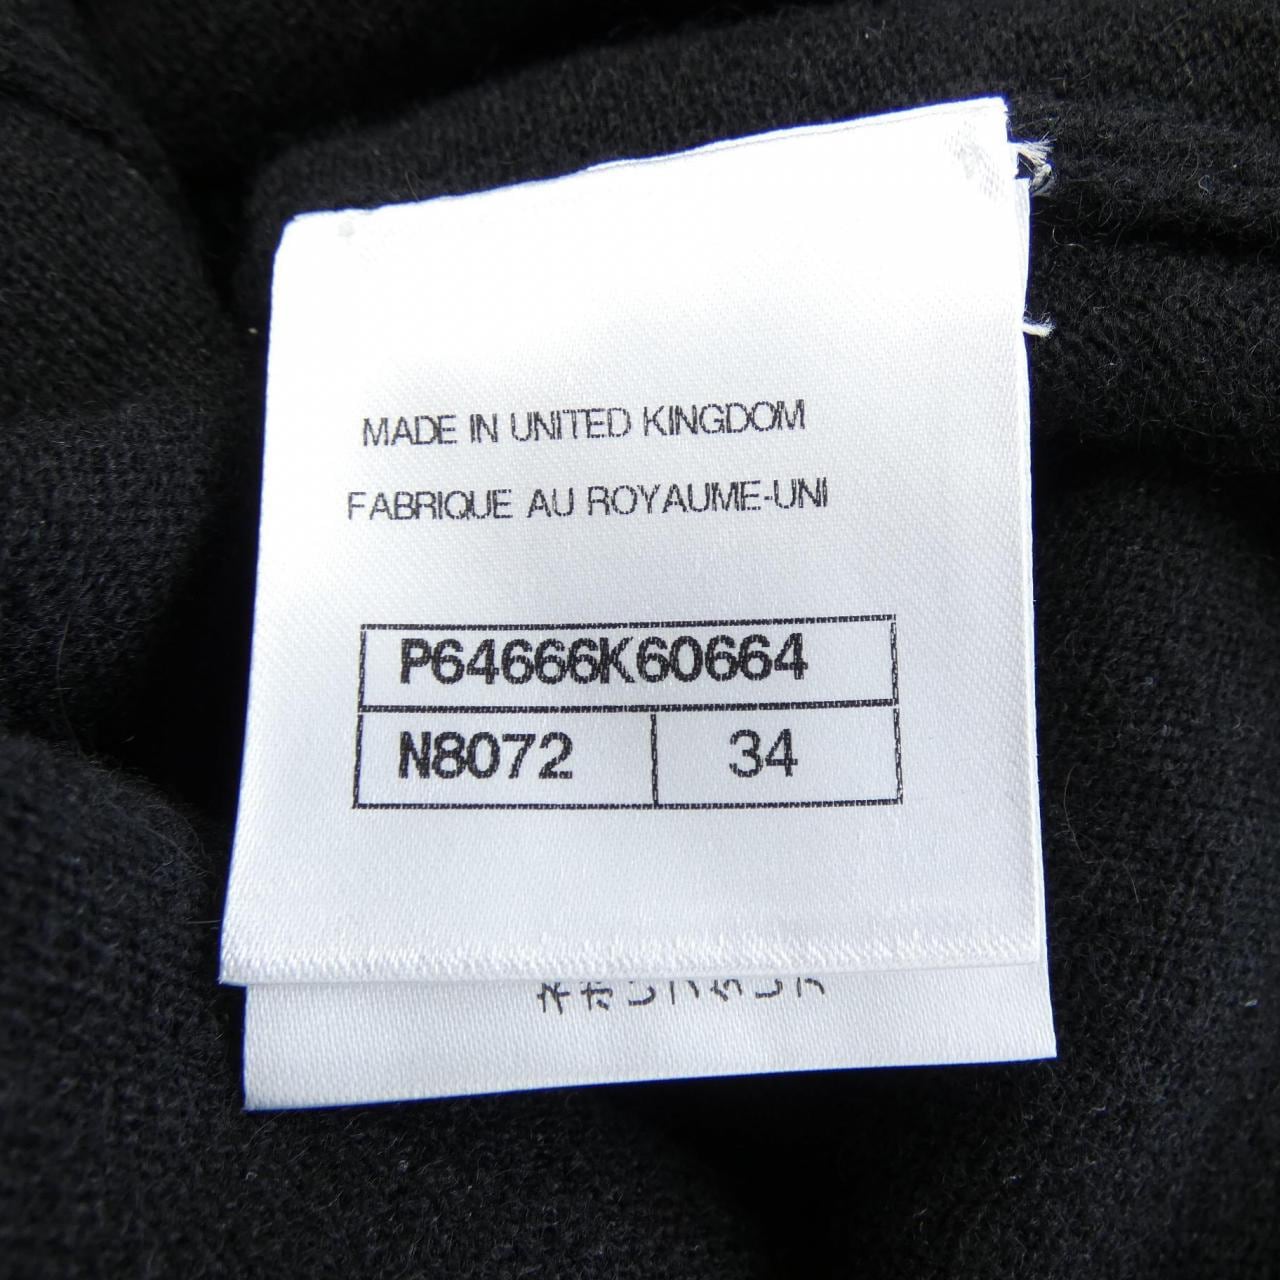 MADE IN UNITED KINGDOM
FABRIQUE AU ROYAUME-UNI
P64666K60664
N8072 34